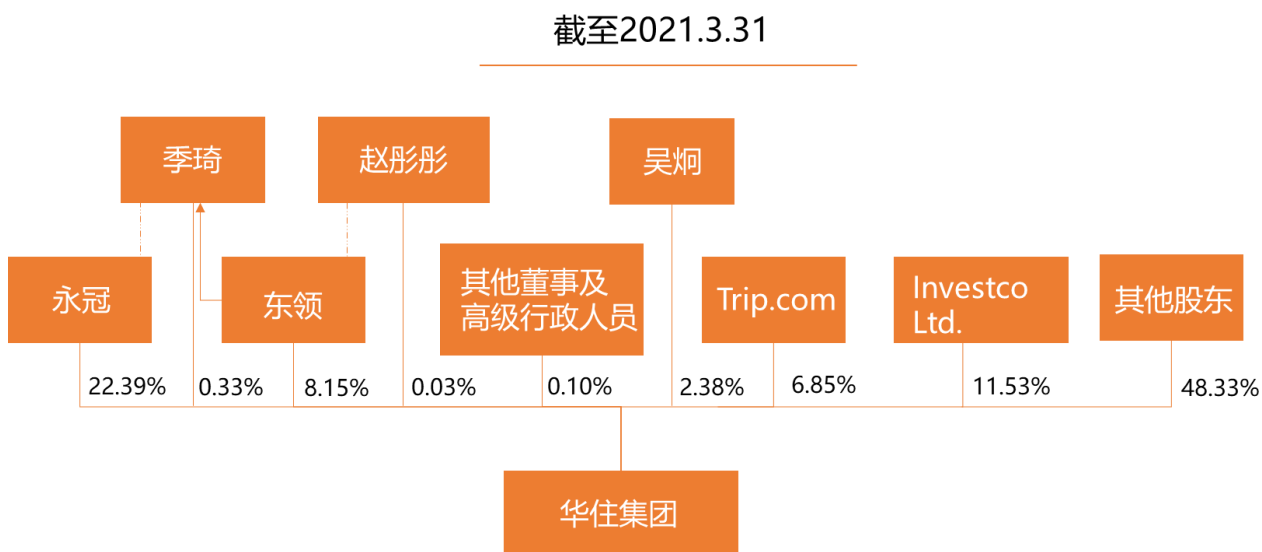 截至2021.3.31
季琦
赵彤彤
吴炯
永冠
东领
其他董事及
高级行政人员
Trip.com
Investco
Ltd.
其他股东
22.39%
0.33%
8.15%
0.03%
0.10%
2.38%
6.85%
11.53%
48.33%
华住集团